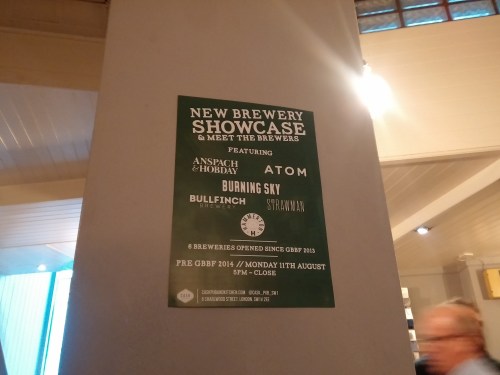 NEW BREWERY
SHOWCASE
& MEET THE BREWERS
FEATURING
ANSPACH
& HOBDAY
ATOM
BURNING SKY
BULLFINCH
BREWERY
STRAWMAN
6 BREWERIES OPENED SINCE GBBF 2013
PRE GBBF 2014 // MONDAY 11TH AUGUST
5PM - CLOSE